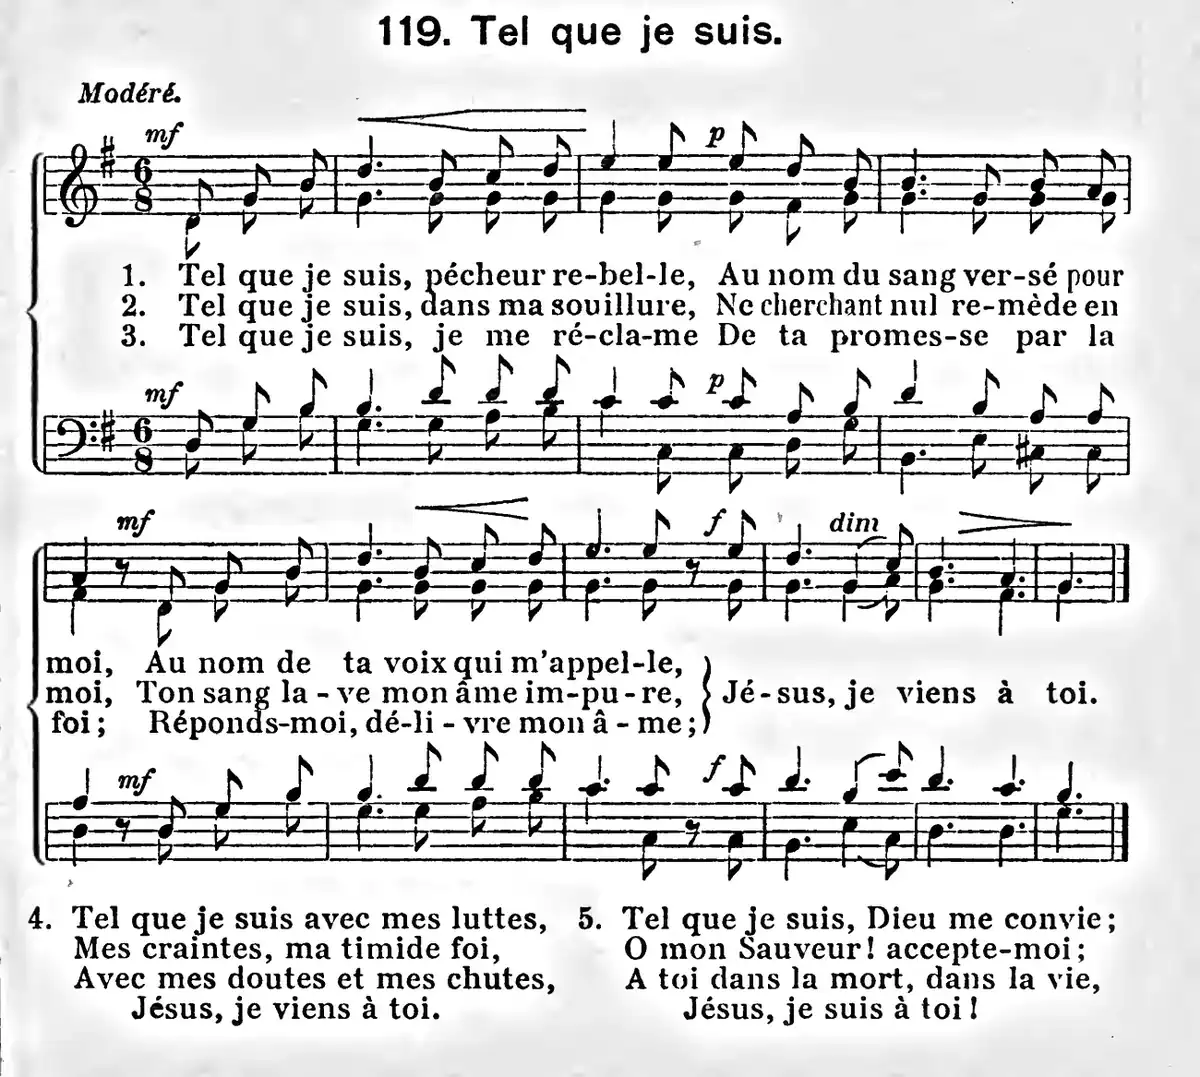 119. Tel que je suis.
Modéré.
mf
p
1. Tel que je suis, pécheur re-bel-le, Au nom du sang ver-sé pour
2. Tel que je suis, dans ma souillure, Ne cherchant nul re-mède en
3. Tel que je suis, je me ré-cla-me De ta promes-se par la
mf
p
mf
f
dim
moi, Au nom de ta voix qui m'appel-le,
moi, Ton sang la - ve mon âme im-pu-re, Jé-sus, je viens à toi.
foi; Réponds-moi, dé-li - vre mon â - me;
mf
f
4. Tel que je suis avec mes luttes,
Mes craintes, ma timide foi,
Avec mes doutes et mes chutes,
Jésus, je viens à toi.
5. Tel que je suis, Dieu me convie;
O mon Sauveur! accepte-moi;
A toi dans la mort, dans la vie,
Jésus, je suis à toi!